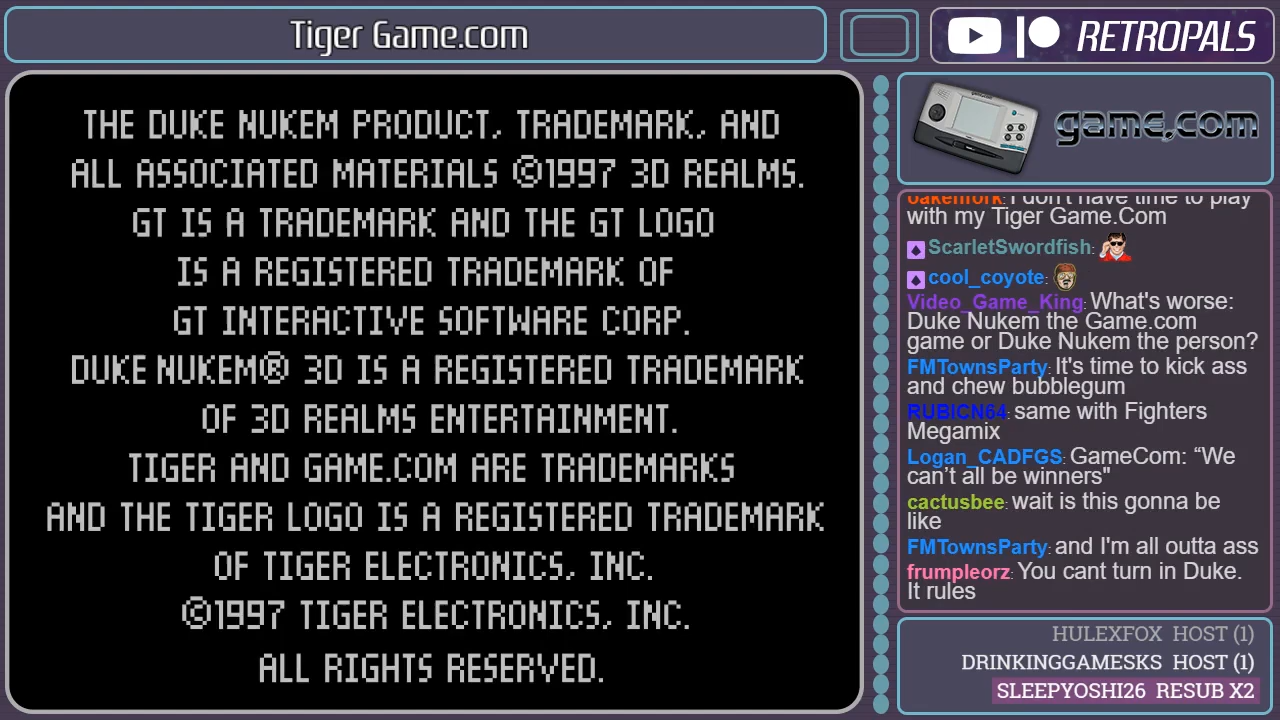 Tiger Game.com
RETROPALS
THE DUKE NUKEM PRODUCT, TRADEMARK, AND
ALL ASSOCIATED MATERIALS ©1997 3D REALMS.
GT IS A TRADEMARK AND THE GT LOGO
IS A REGISTERED TRADEMARK OF
GT INTERACTIVE SOFTWARE CORP.
DUKE NUKEM® 3D IS A REGISTERED TRADEMARK
OF 3D REALMS ENTERTAINMENT.
TIGER AND GAME.COM ARE TRADEMARKS
AND THE TIGER LOGO IS A REGISTERED TRADEMARK
OF TIGER ELECTRONICS, INC.
©1997 TIGER ELECTRONICS, INC.
ALL RIGHTS RESERVED.
game.com
I don't have time to play
with my Tiger Game.Com
ScarletSwordfish:
cool_coyote:
Video_Game_King: What's worse:
Duke Nukem the Game.com
game or Duke Nukem the person?
FMTownsParty: It's time to kick ass
and chew bubblegum
RUBICN64: same with Fighters
Megamix
Logan_CADFGS: GameCom: “We
can’t all be winners"
cactusbee: wait is this gonna be
like
FMTownsParty: and I'm all outta ass
frumpleorz: You cant turn in Duke.
It rules
HULEXFOX HOST (1)
DRINKINGGAMESKS HOST (1)
SLEEPYOSHI26 RESUB X2